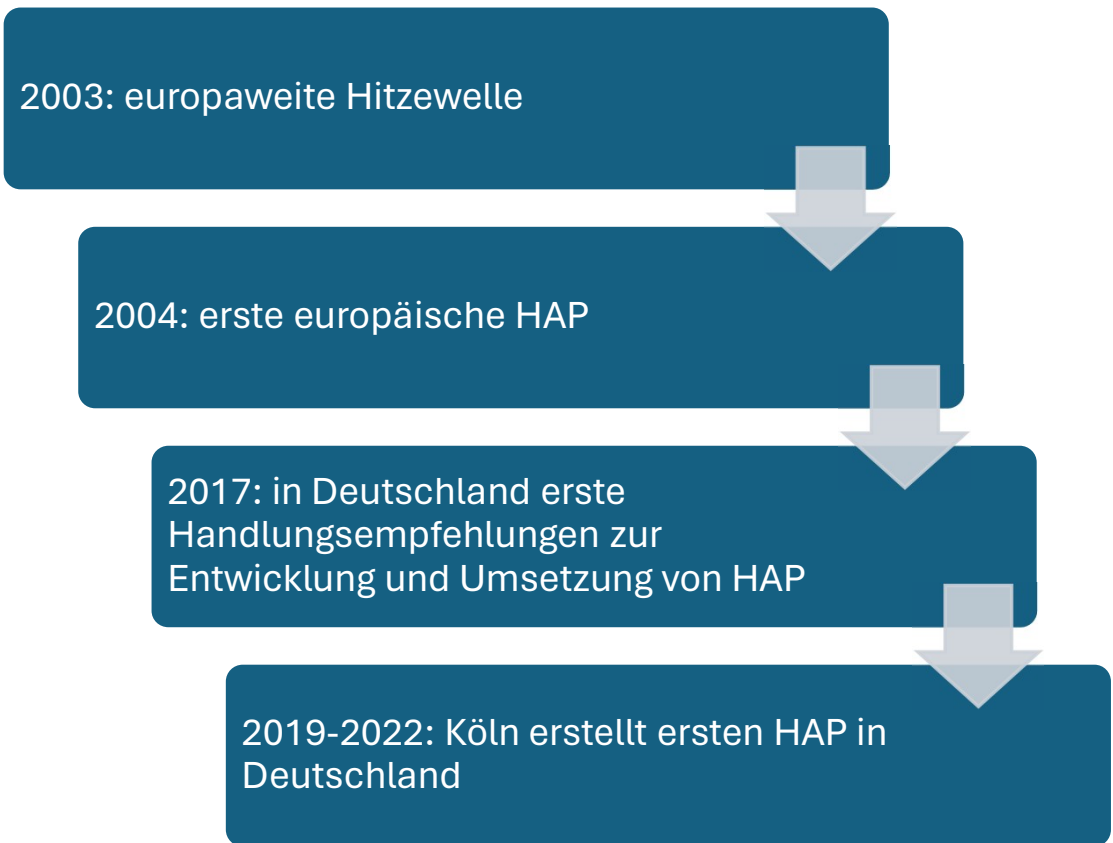 2003: europaweite Hitzewelle
2004: erste europäische HAP
2017: in Deutschland erste
Handlungsempfehlungen zur
Entwicklung und Umsetzung von HAP
2019-2022: Köln erstellt ersten HAP in
Deutschland